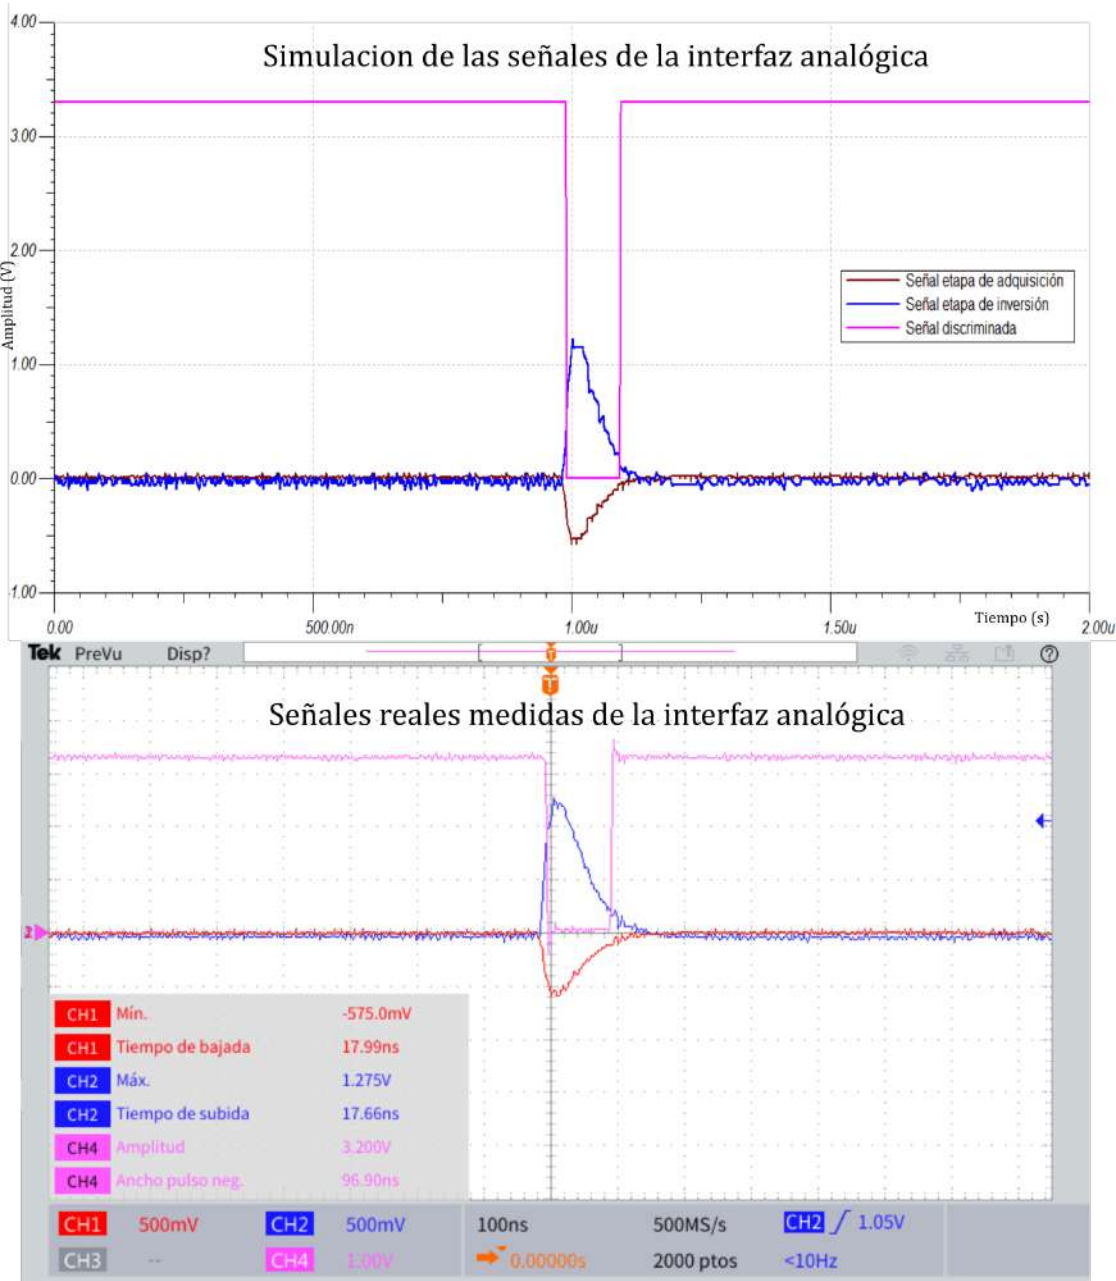 4.00
Simulacion de las señales de la interfaz analógica
3.00
2.00
Amplitud (V)
Señal etapa de adquisición
Señal etapa de inversión
Señal discriminada
1.00
0.00
-1.00
0.00 500.00n 1.00u 1.50u Tiempo (s) 2.00u
Tek PreVu Disp?
T
T
Señales reales medidas de la interfaz analógica
2
CH1 Mín. -575.0mV
CH1 Tiempo de bajada 17.99ns
CH2 Máx. 1.275V
CH2 Tiempo de subida 17.66ns
CH4 Amplitud 3.200V
CH4 Ancho pulso neg. 96.90ns
CH1 500mV CH2 500mV 100ns 500MS/s CH2 1.05V
CH3 -- CH4 1.00V 0.00000s 2000 ptos <10Hz